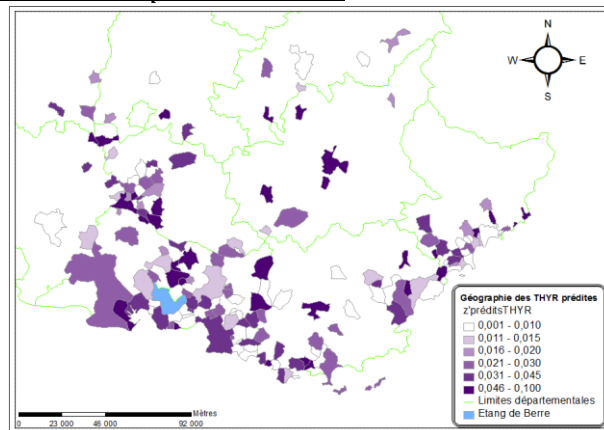 N
W E
S
Géographie des THYR prédites
z'préditsTHYR
0,001 - 0,010
0,011 - 0,015
0,016 - 0,020
0,021 - 0,030
0,031 - 0,045
0,046 - 0,100
Limites départementales
Etang de Berre
Mètres
0 23 000 46 000 92 000